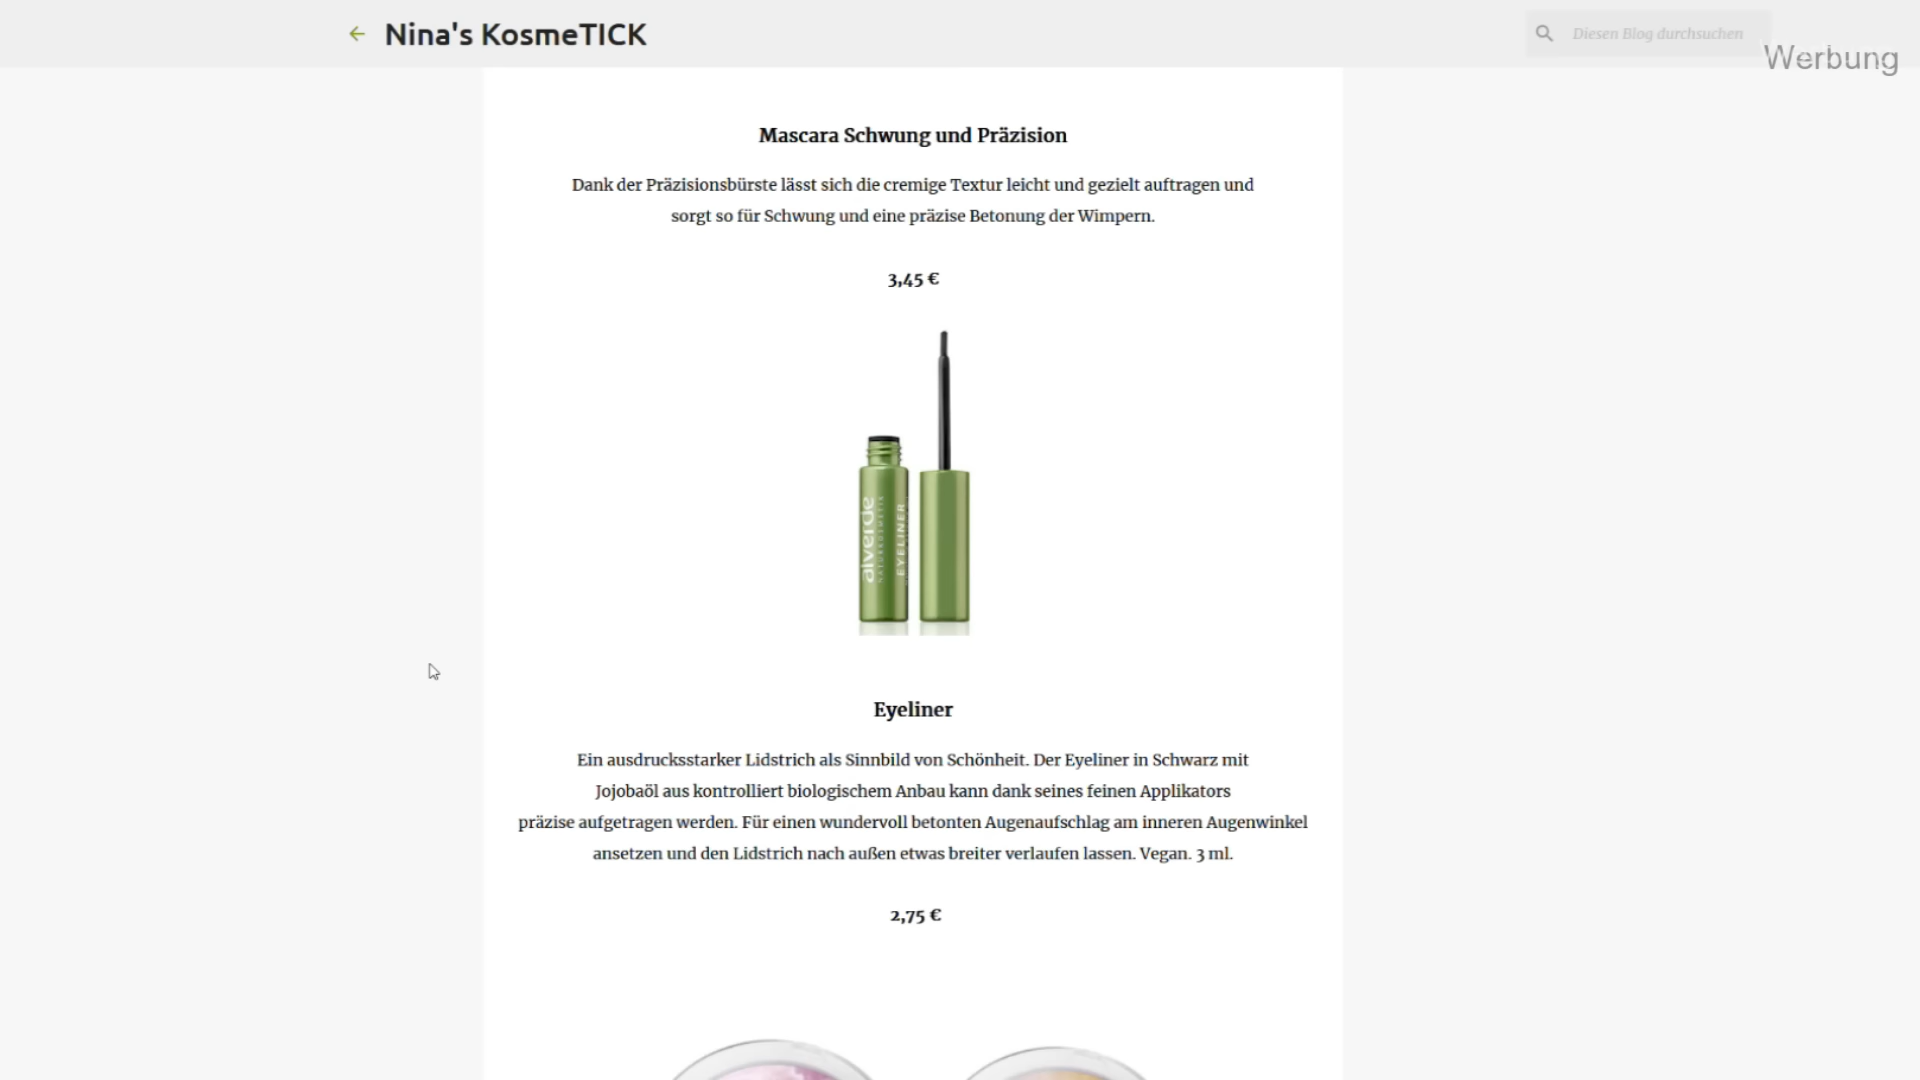 Nina's KosmeTICK
Diesen Blog durchsuchen
Werbung
Mascara Schwung und Präzision
Dank der Präzisionsbürste lässt sich die cremige Textur leicht und gezielt auftragen und
sorgt so für Schwung und eine präzise Betonung der Wimpern.
3,45 €
alverde
NATURKOSMETIK
EYELINER
Eyeliner
Ein ausdrucksstarker Lidstrich als Sinnbild von Schönheit. Der Eyeliner in Schwarz mit
Jojobaöl aus kontrolliert biologischem Anbau kann dank seines feinen Applikators
präzise aufgetragen werden. Für einen wundervoll betonten Augenaufschlag am inneren Augenwinkel
ansetzen und den Lidstrich nach außen etwas breiter verlaufen lassen. Vegan. 3 ml.
2,75 €